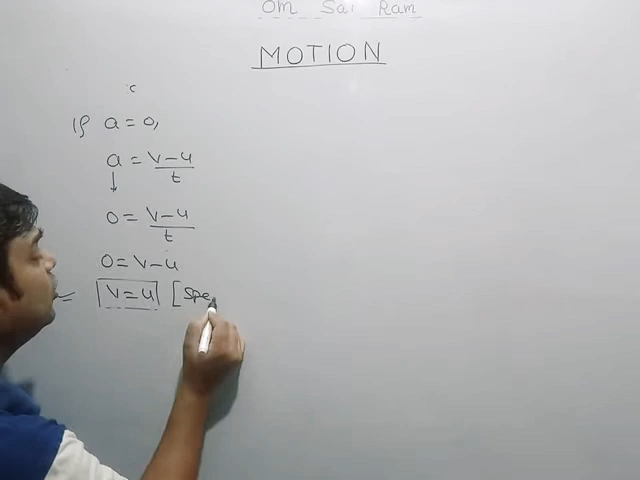 Om Sai Ram
MOTION
c
If a = 0,
a = v-u/t
↓
0 = v-u/t
0 = v-u
v = u [Spe